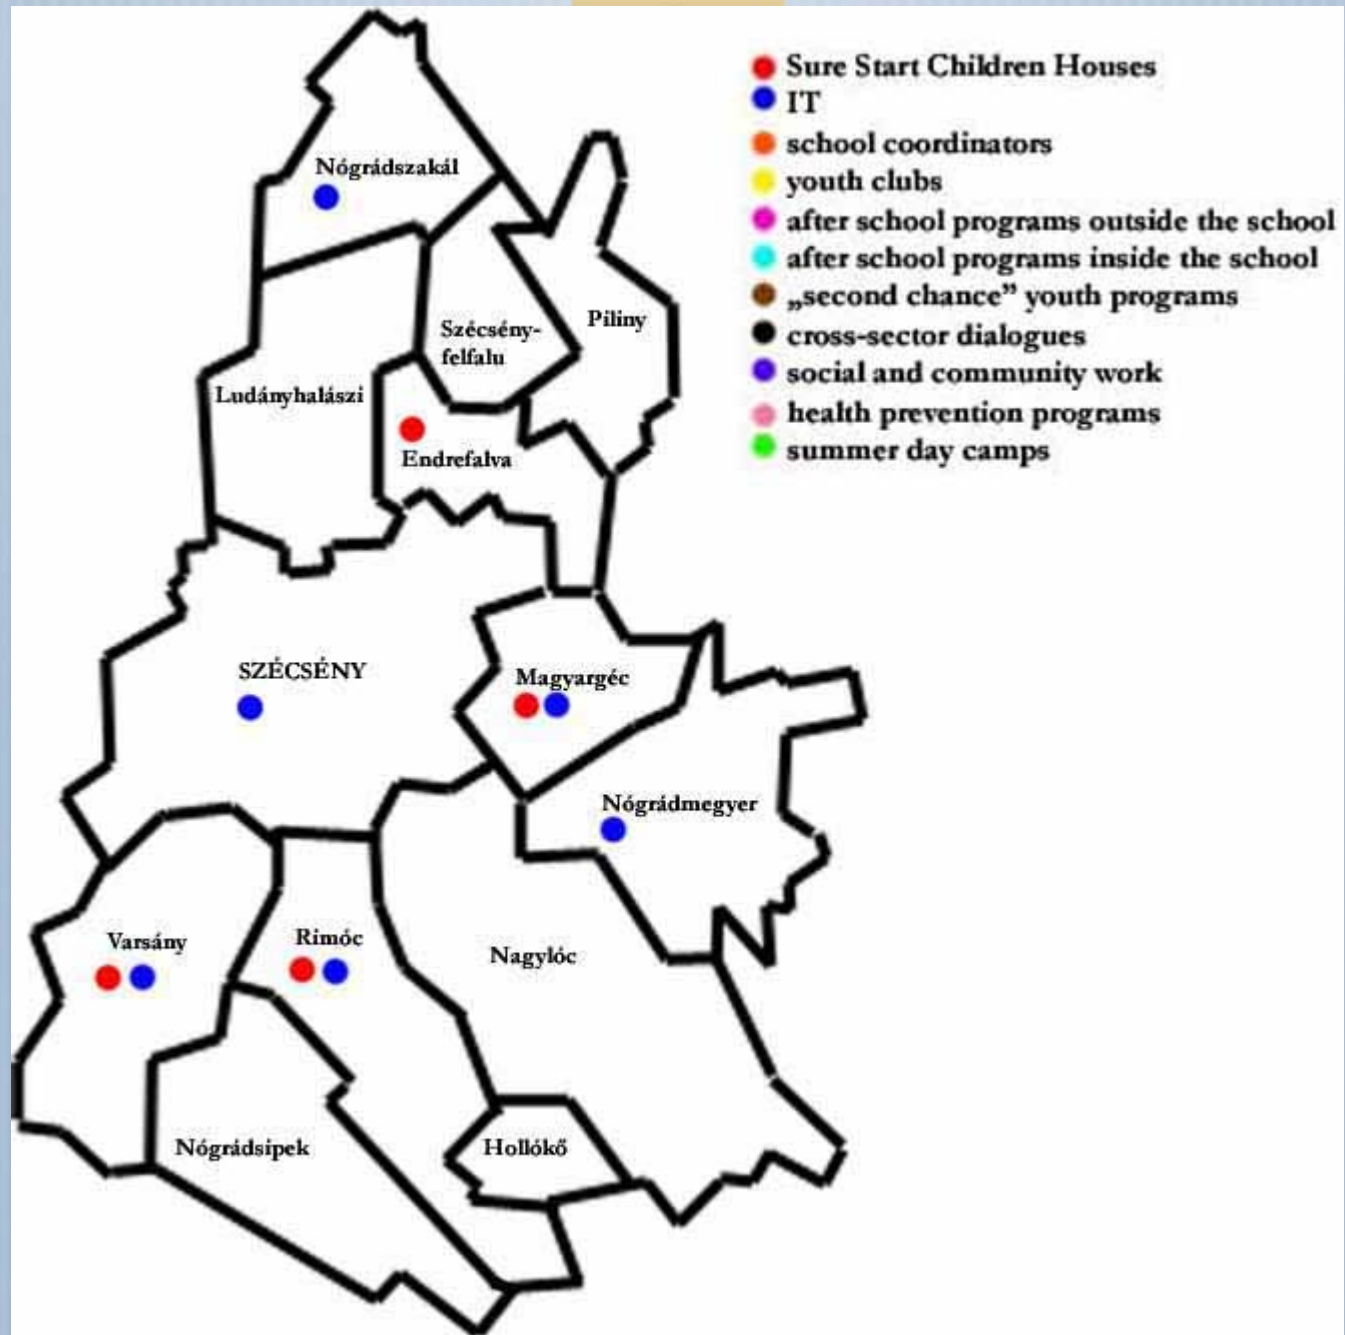 Sure Start Children Houses
IT
school coordinators
youth clubs
after school programs outside the school
after school programs inside the school
„second chance” youth programs
cross-sector dialogues
social and community work
health prevention programs
summer day camps
Nógrádszakál
Szécsény-
felfalu
Piliny
Ludányhalászi
Endrefalva
SZÉCSÉNY
Magyargéc
Nógrádmegyer
Varsány
Rimóc
Nagylóc
Nógrádsipek
Hollókő